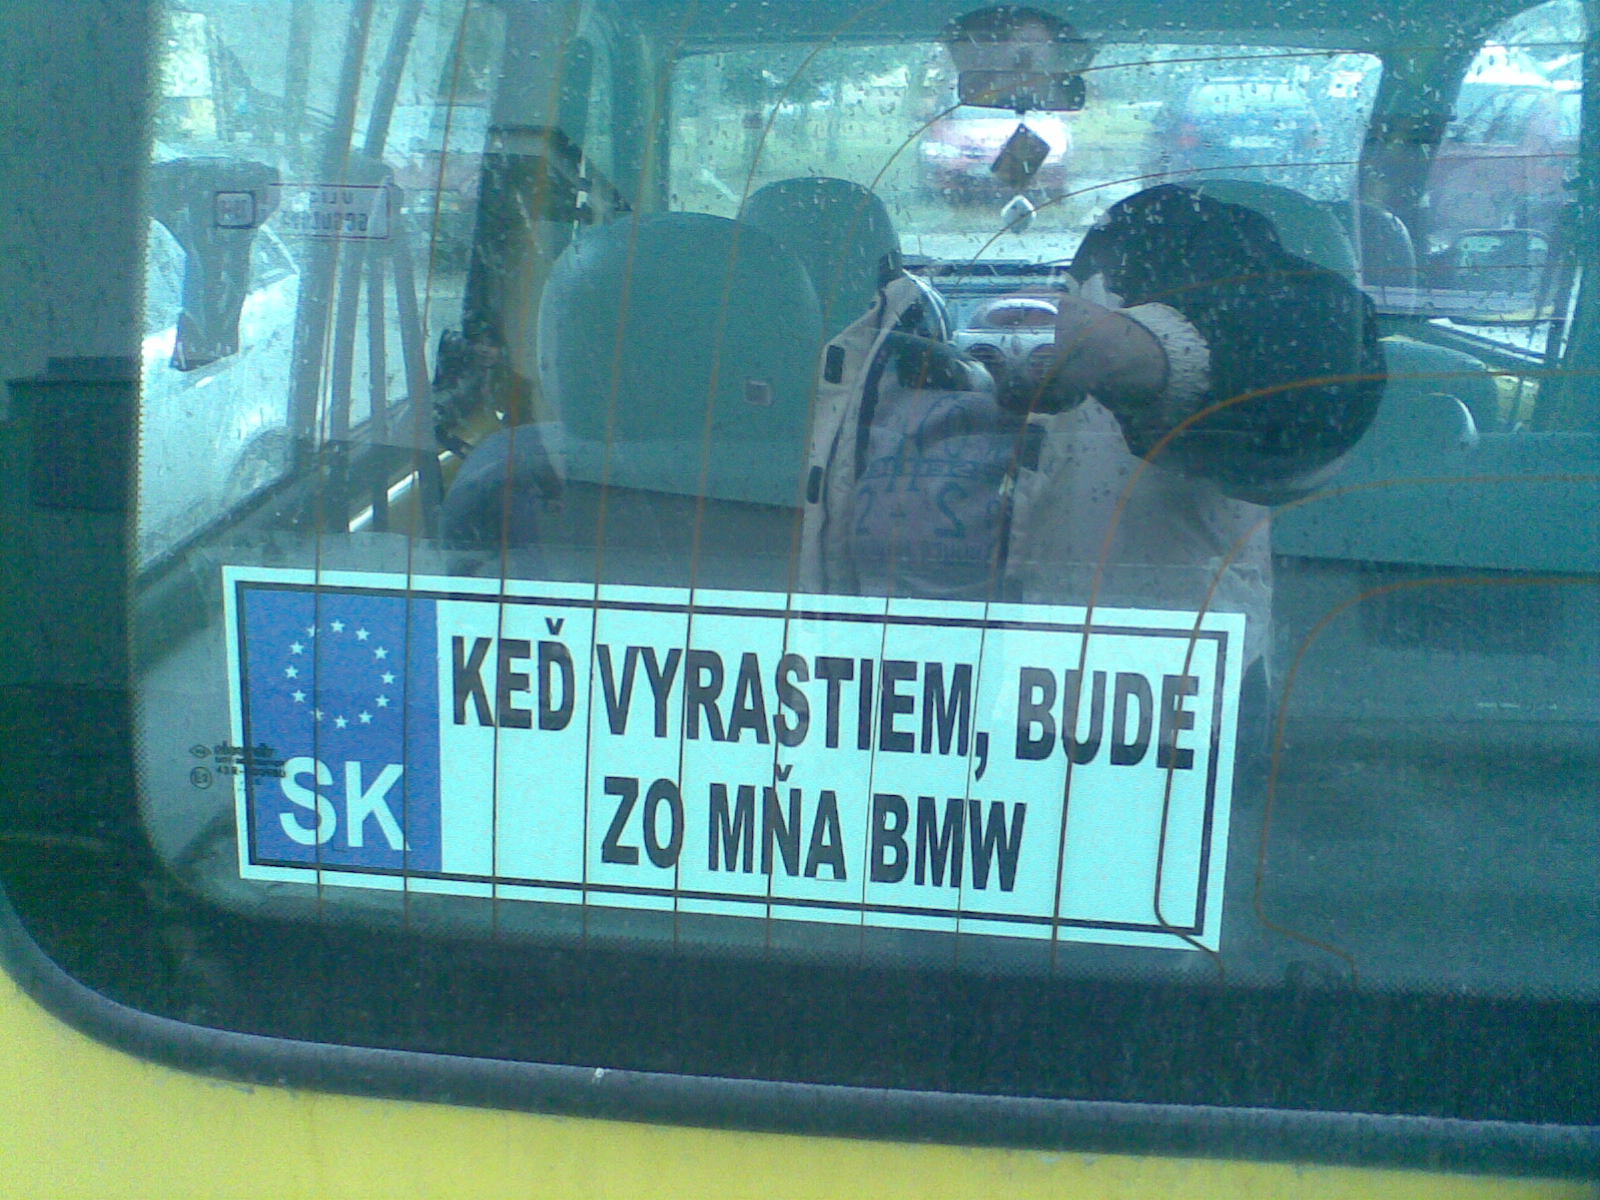 KEĎ VYRASTIEM, BUDE
ZO MŇA BMW
SK